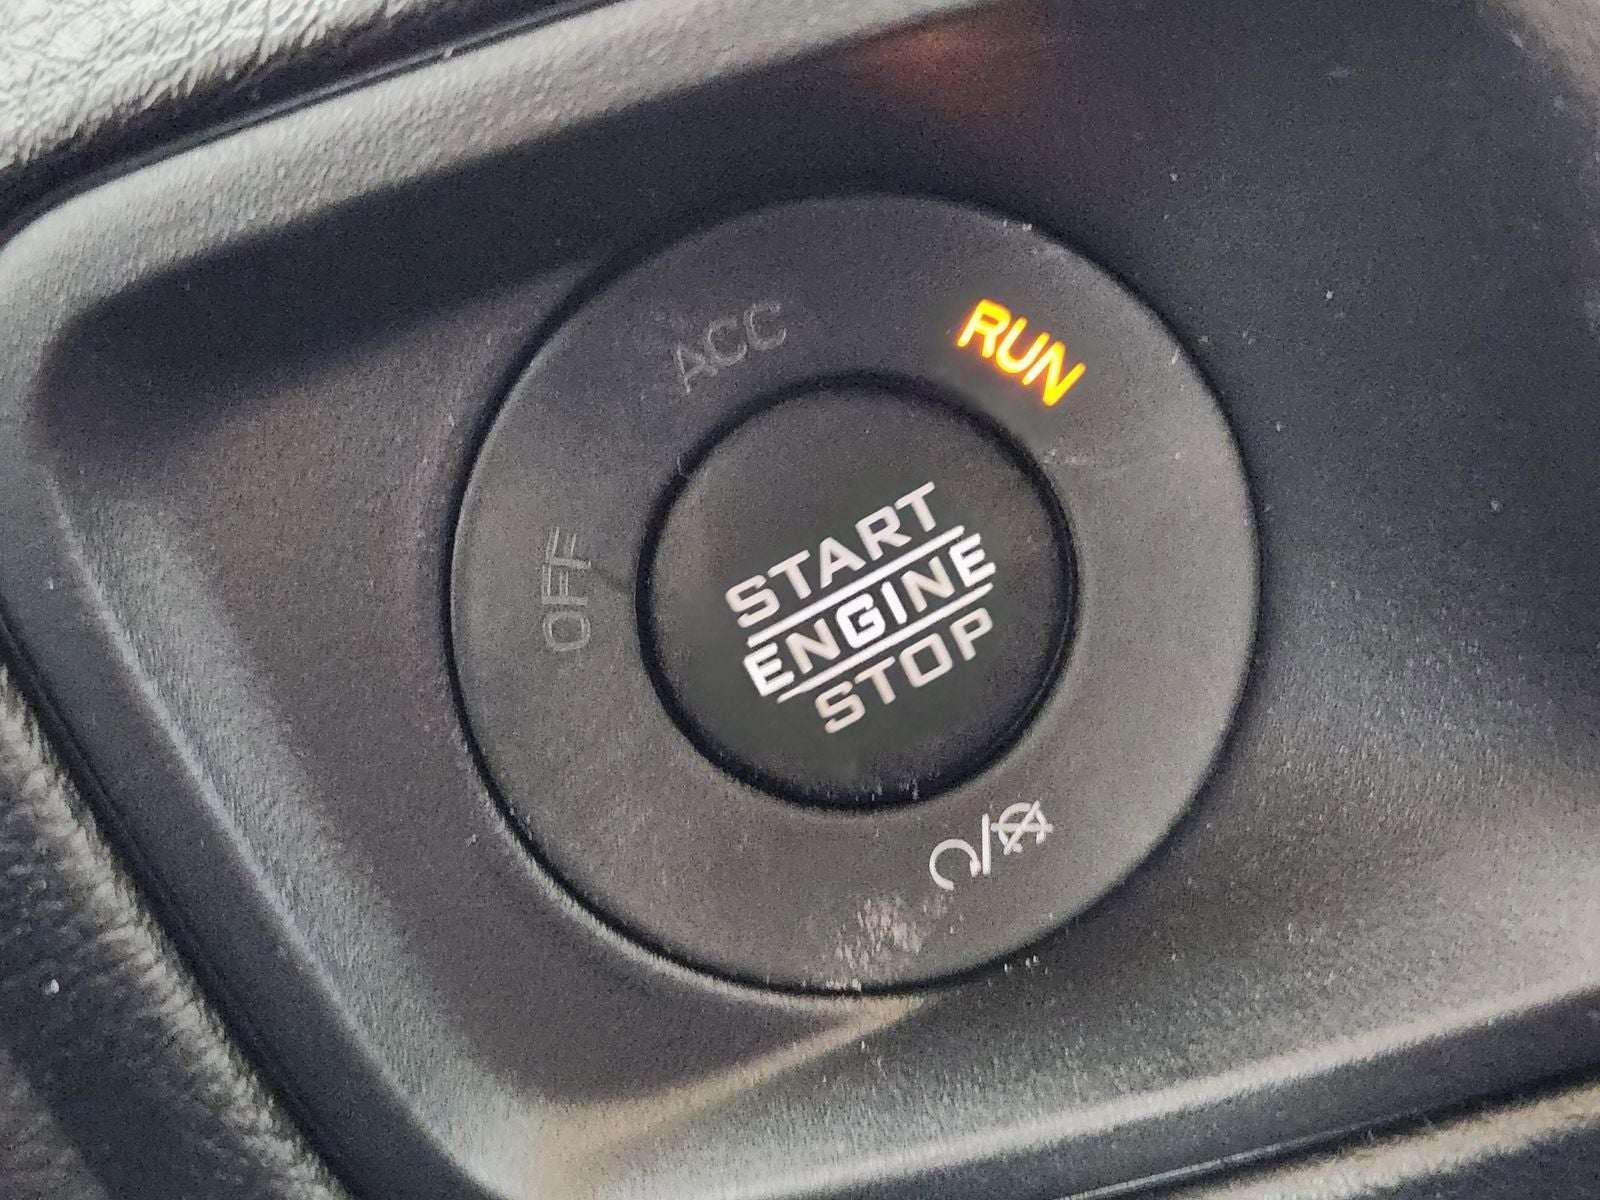 ACC
RUN
OFF
START
ENGINE
STOP